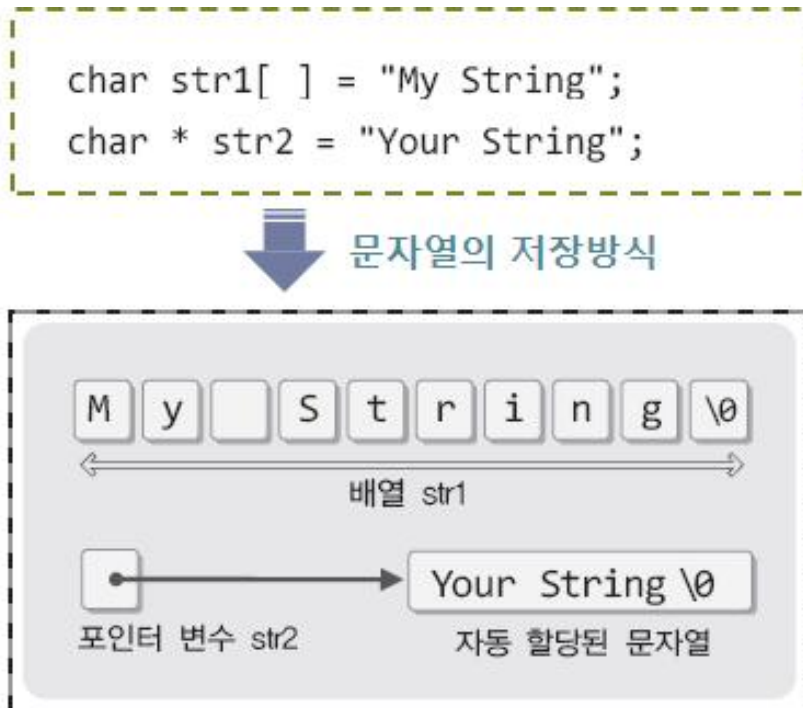 char str1[ ] = "My String";
char * str2 = "Your String";
문자열의 저장방식
M y S t r i n g \0
배열 str1
Your String \0
포인터 변수 str2
자동 할당된 문자열